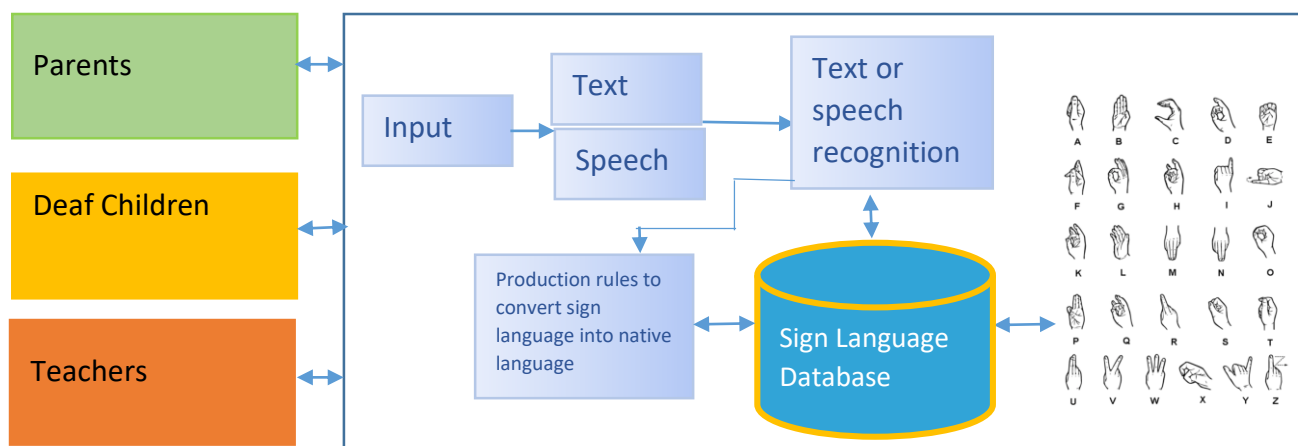 Parents
Deaf Children
Teachers
Input
Text
Speech
Text or
speech
recognition
Production rules to
convert sign
language into native
language
Sign Language
Database
A B C D E
F G H I J
K L M N O
P Q R S T
U V W X Y Z